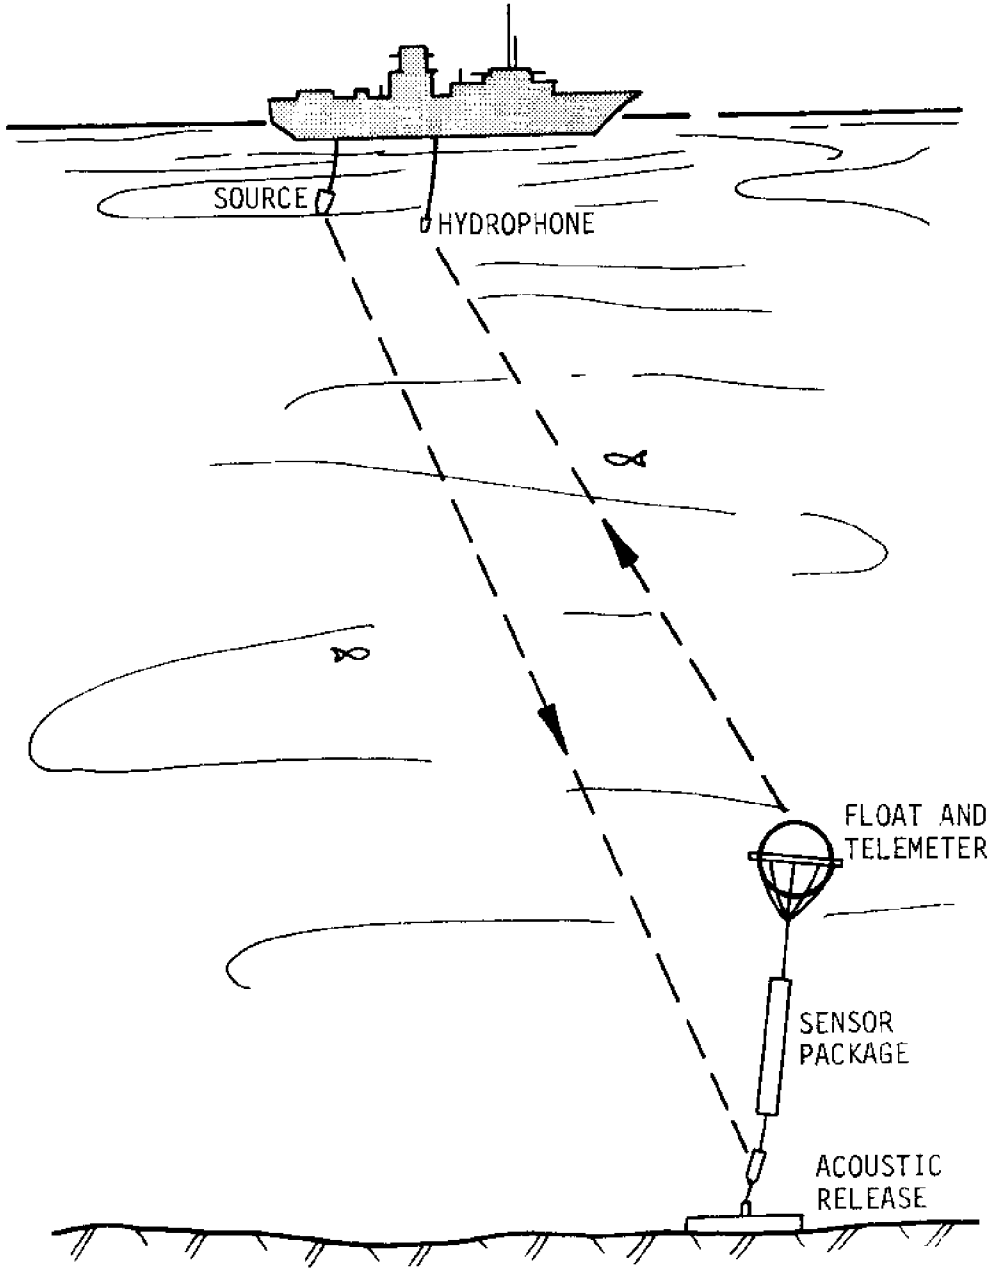 SOURCE
HYDROPHONE
FLOAT AND
TELEMETER
SENSOR
PACKAGE
ACOUSTIC
RELEASE